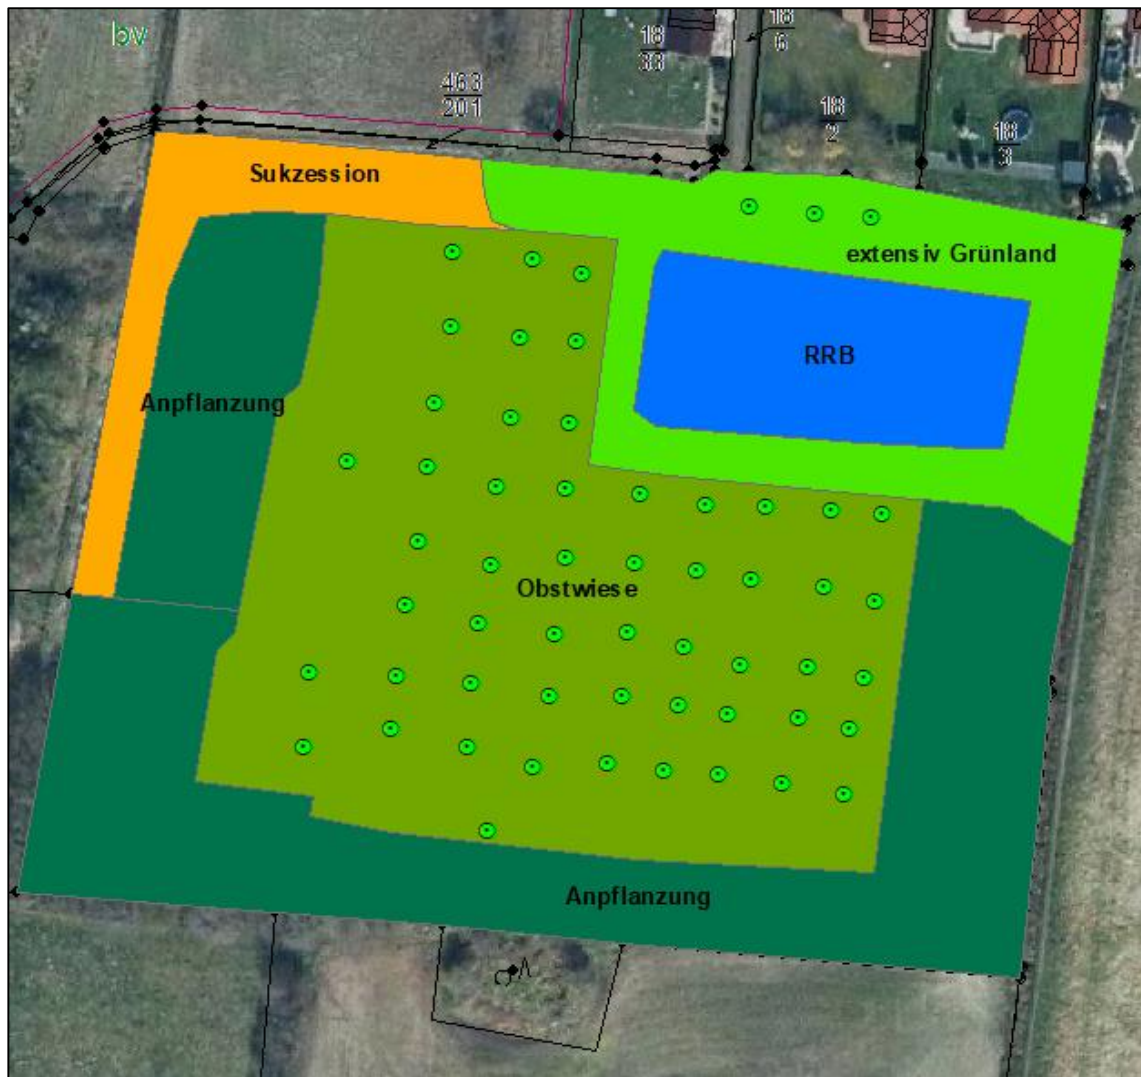 bv
18
33
18
6
463
201
18
2
18
3
Sukzession
extensiv Grünland
RRB
Anpflanzung
Obstwiese
Anpflanzung